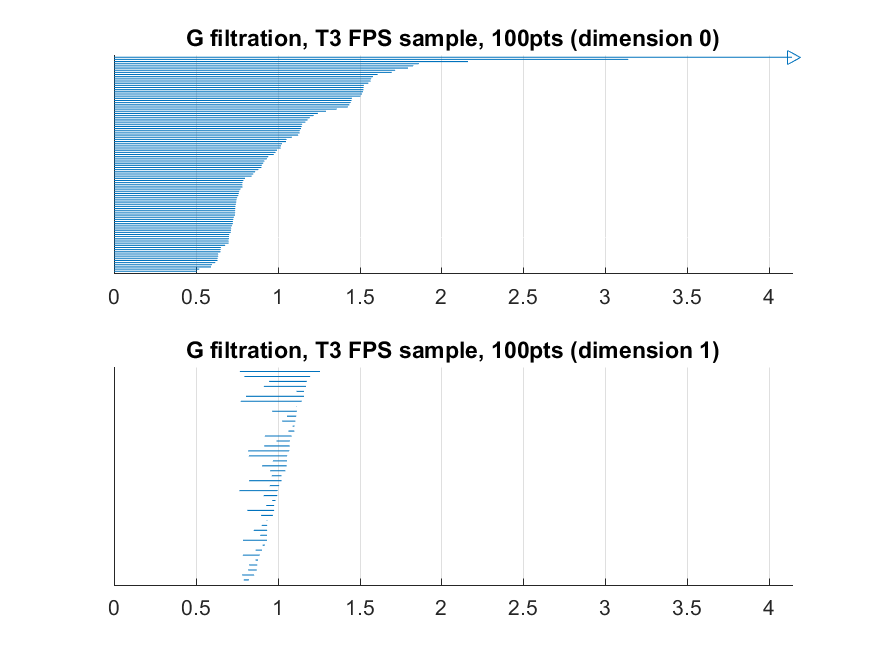 G filtration, T3 FPS sample, 100pts (dimension 0)
0 0.5 1 1.5 2 2.5 3 3.5 4
G filtration, T3 FPS sample, 100pts (dimension 1)
0 0.5 1 1.5 2 2.5 3 3.5 4